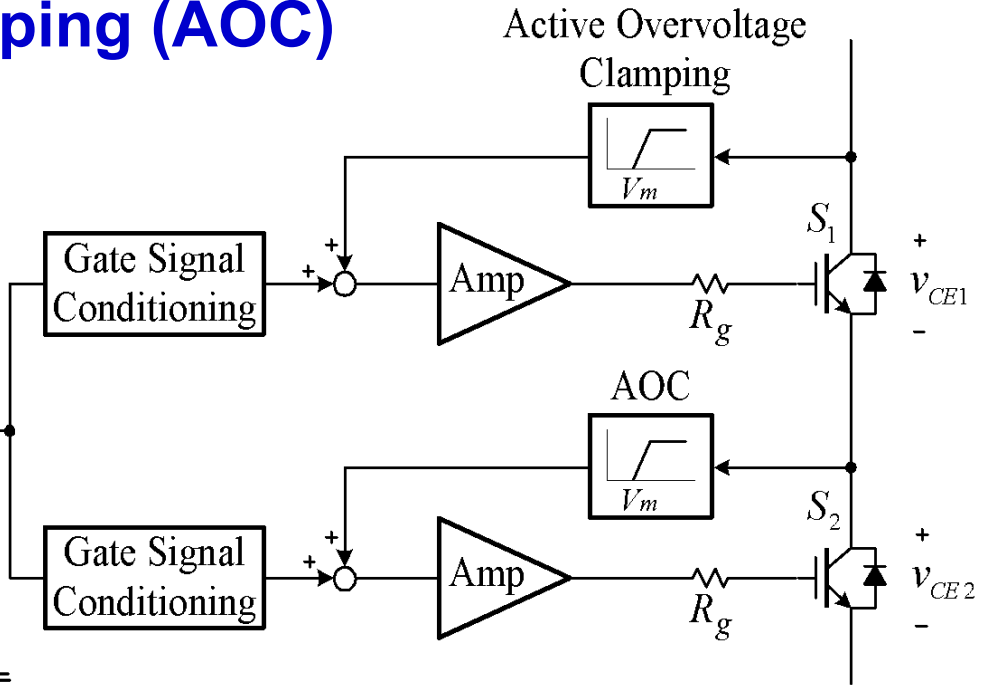 ping (AOC)
Active Overvoltage
Clamping
Vm
S1
+
+
Gate Signal
Conditioning
Amp
Rg
+
vCE1
−
AOC
Vm
S2
+
+
Gate Signal
Conditioning
Amp
Rg
+
vCE2
−
=